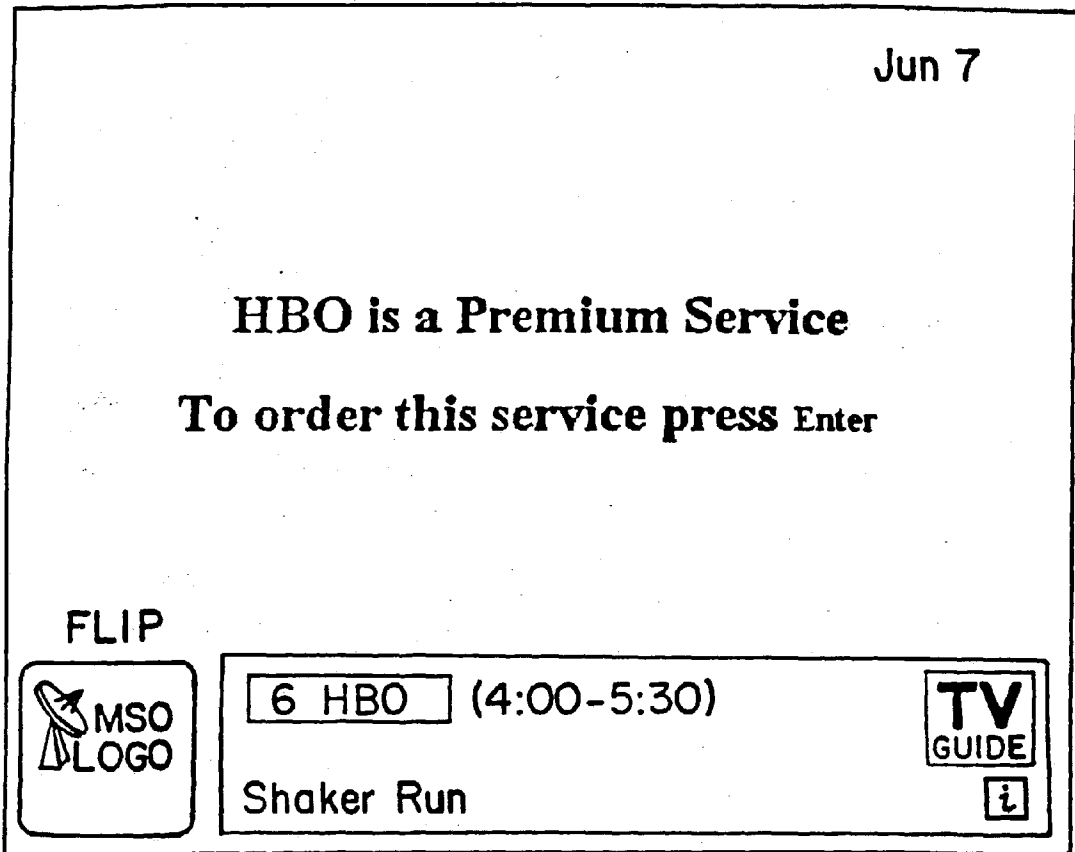 Jun 7
HBO is a Premium Service
To order this service press Enter
FLIP
MSO
LOGO
6 HBO (4:00-5:30)
TV
GUIDE
Shaker Run
i